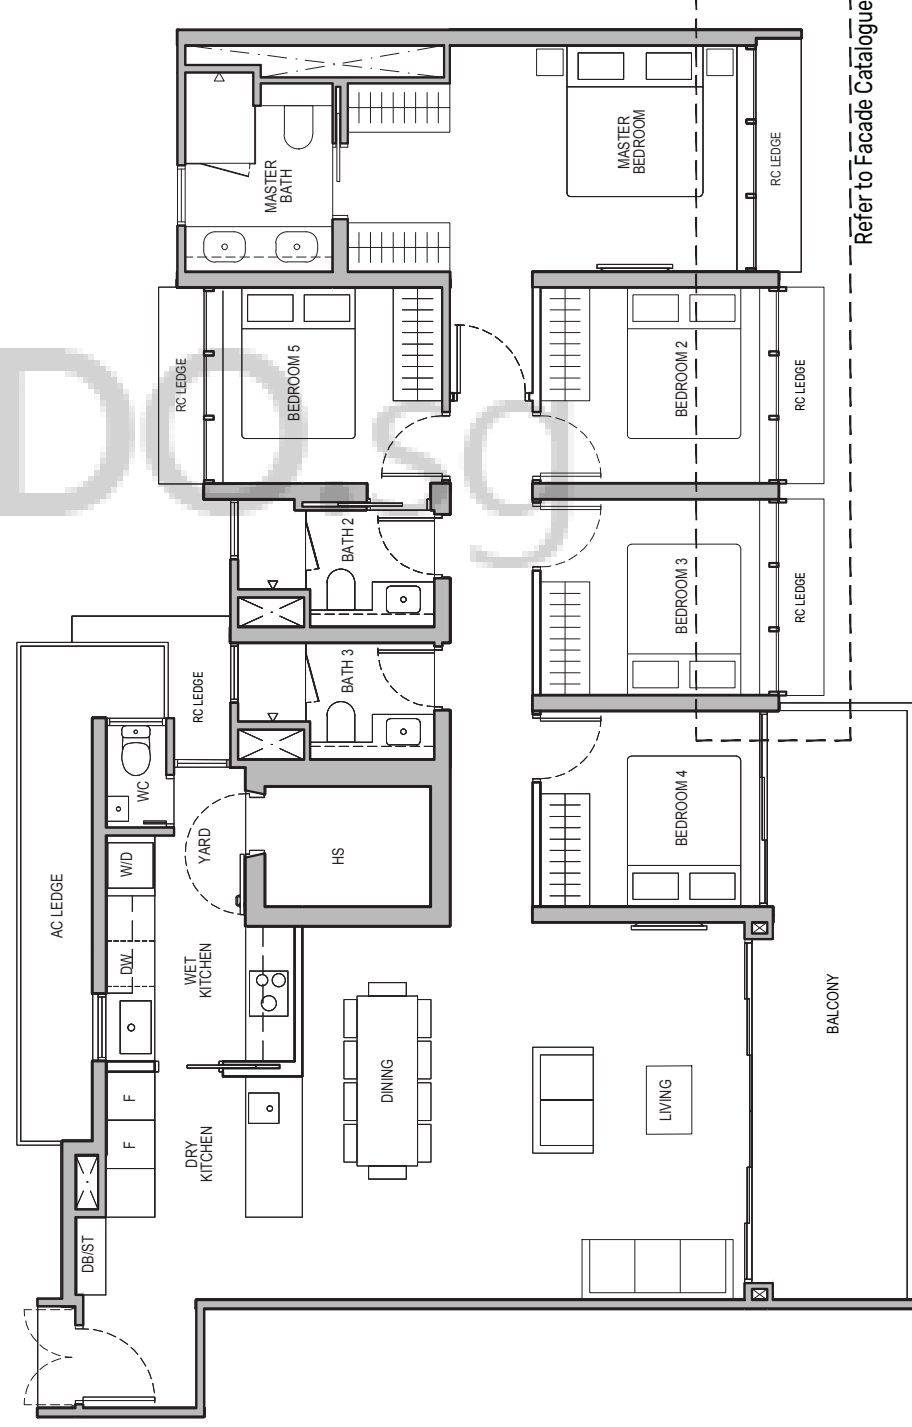 Refer to Facade Catalogue
MASTER
BATH
MASTER
BEDROOM
RC LEDGE
RC LEDGE
BEDROOM 5
BEDROOM 2
RC LEDGE
DO.sg
BATH 2
BEDROOM 3
RC LEDGE
BATH 3
RC LEDGE
WC
BEDROOM 4
YARD
HS
W/D
AC LEDGE
DW
WET
KITCHEN
BALCONY
F
DINING
LIVING
F
DRY
KITCHEN
DB/ST